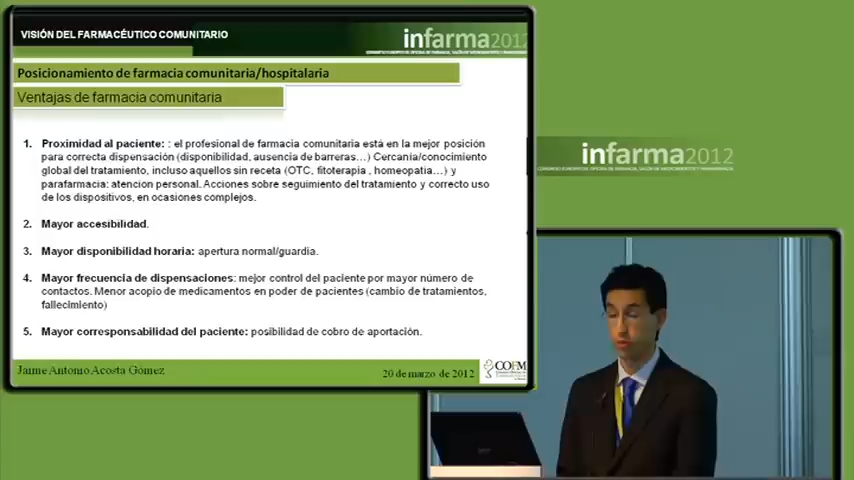 VISIÓN DEL FARMACÉUTICO COMUNITARIO
infarma2012
Posicionamiento de farmacia comunitaria/hospitalaria
Ventajas de farmacia comunitaria
1. Proximidad al paciente: : el profesional de farmacia comunitaria está en la mejor posición
para correcta dispensación (disponibilidad, ausencia de barreras...) Cercanía/conocimiento
global del tratamiento, incluso aquellos sin receta (OTC, fitoterapia , homeopatia...) y
parafarmacia: atencion personal. Acciones sobre seguimiento del tratamiento y correcto uso
de los dispositivos, en ocasiones complejos.
2. Mayor accesibilidad.
3. Mayor disponibilidad horaria: apertura normal/guardia.
4. Mayor frecuencia de dispensaciones: mejor control del paciente por mayor número de
contactos. Menor acopio de medicamentos en poder de pacientes (cambio de tratamientos,
fallecimiento)
5. Mayor corresponsabilidad del paciente: posibilidad de cobro de aportación.
Jaime Antonio Acosta Gómez
20 de marzo de 2012
COFM
infarma2012